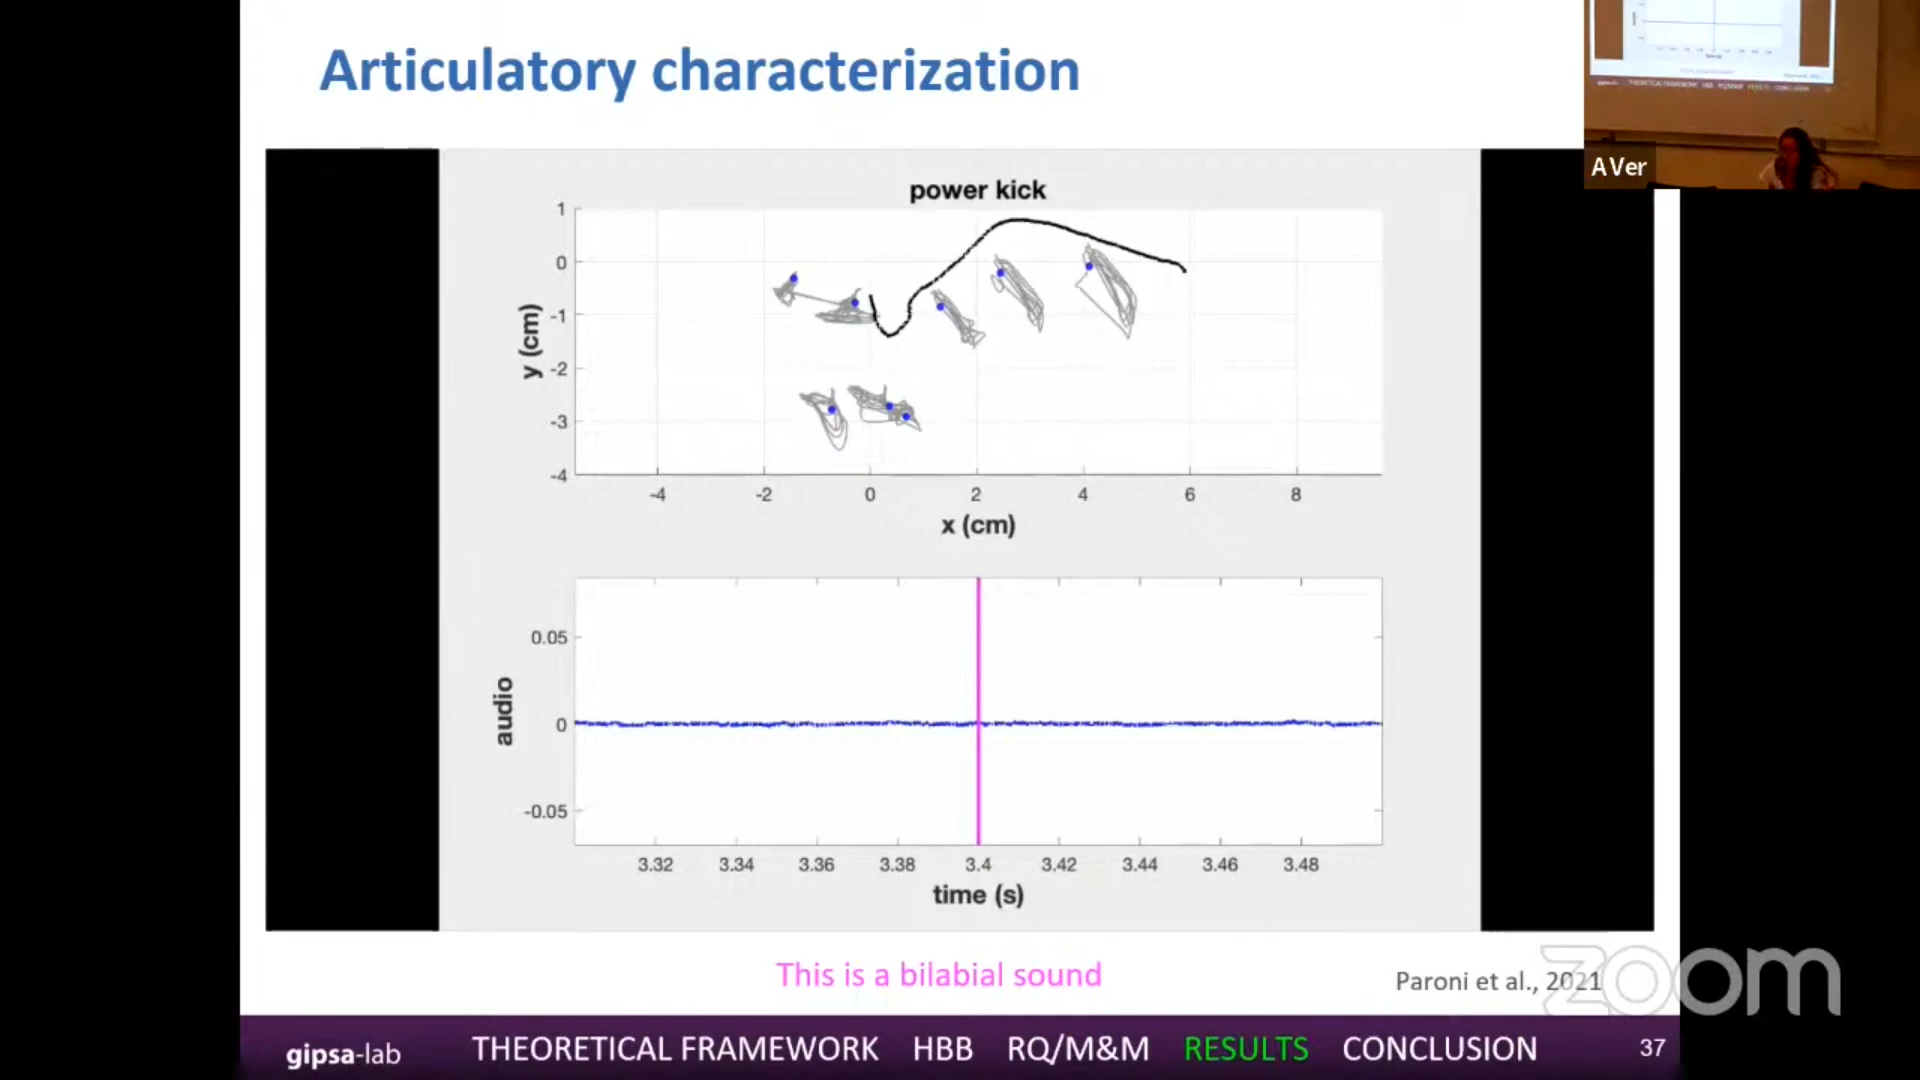 Articulatory characterization
A Ver
power kick
1
0
-1
-2
-3
-4
y (cm)
-4 -2 0 2 4 6 8
x (cm)
0.05
0
-0.05
audio
3.32 3.34 3.36 3.38 3.4 3.42 3.44 3.46 3.48
time (s)
This is a bilabial sound
Paroni et al., 2021
zoom
gipsa-lab THEORETICAL FRAMEWORK HBB RQ/M&M RESULTS CONCLUSION 37